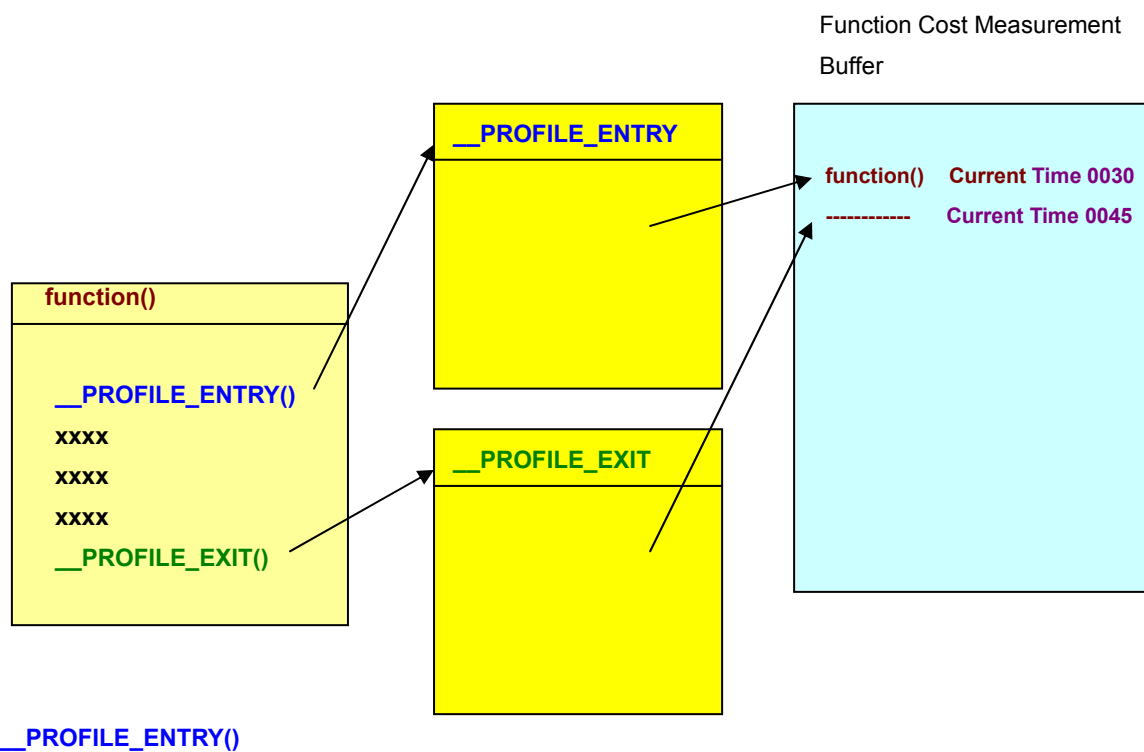 Function Cost Measurement
Buffer
__PROFILE_ENTRY
function() Current Time 0030
------------ Current Time 0045
function()
__PROFILE_ENTRY()
xxxx
xxxx
xxxx
__PROFILE_EXIT()
__PROFILE_EXIT
__PROFILE_ENTRY()